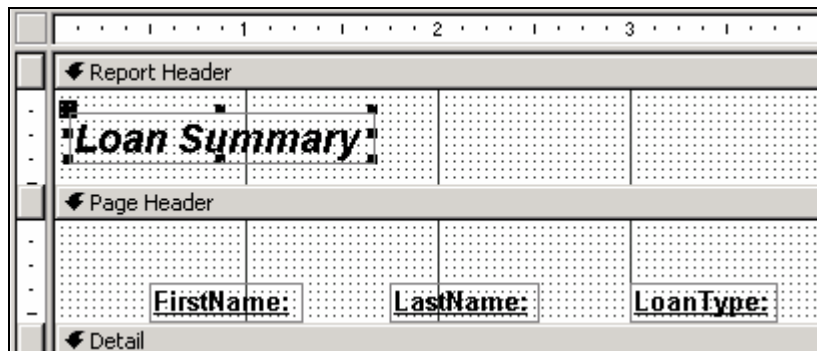 1 2 3
Report Header
Loan Summary
Page Header
FirstName: LastName: LoanType:
Detail